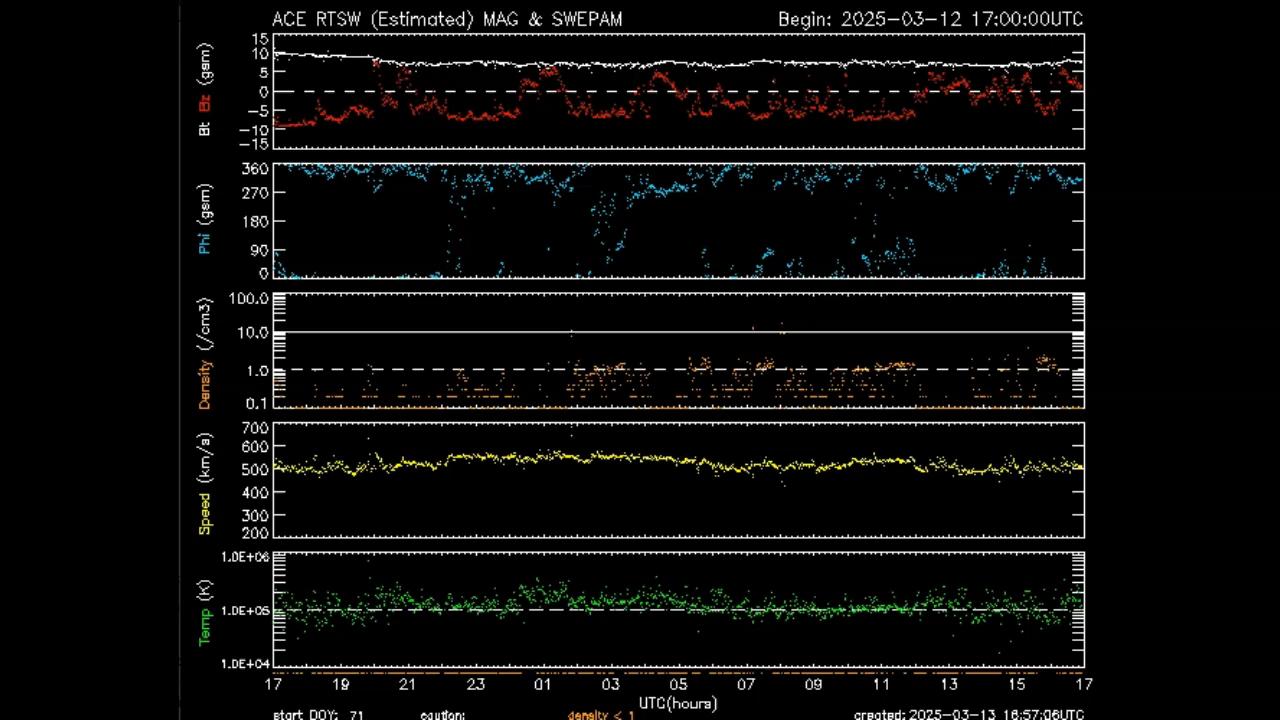 ACE RTSW (Estimated) MAG & SWEPAM Begin: 2025-03-12 17:00:00UTC
Bt Bz (gsm)
15
10
5
0
-5
-10
-15
Phi (gsm)
360
270
180
90
0
Density (/cm3)
100.0
10.0
1.0
0.1
Speed (km/s)
700
600
500
400
300
200
Temp (K)
1.0E+06
1.0E+05
1.0E+04
17 19 21 23 01 03 05 07 09 11 13 15 17
UTC(hours)
start DOY: 71 caution: density < 1 created: 2025-03-13 16:57:06UTC